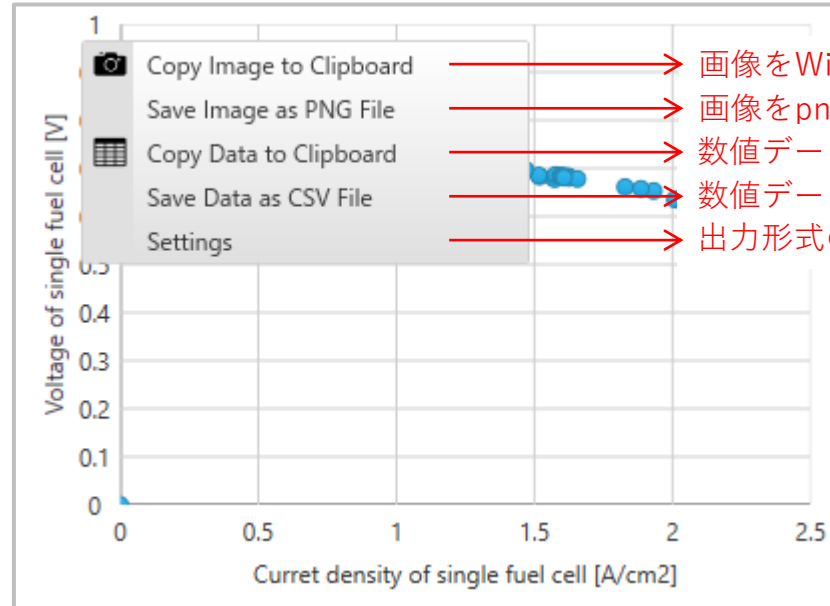 1
Copy Image to Clipboard
画像をWi
Save Image as PNG File
画像をpn
Copy Data to Clipboard
数値デー
Save Data as CSV File
数値デー
Settings
出力形式
0.5
0.4
0.3
0.2
0.1
0
0
0.5
1
1.5
2
2.5
Voltage of single fuel cell [V]
Curret density of single fuel cell [A/cm2]